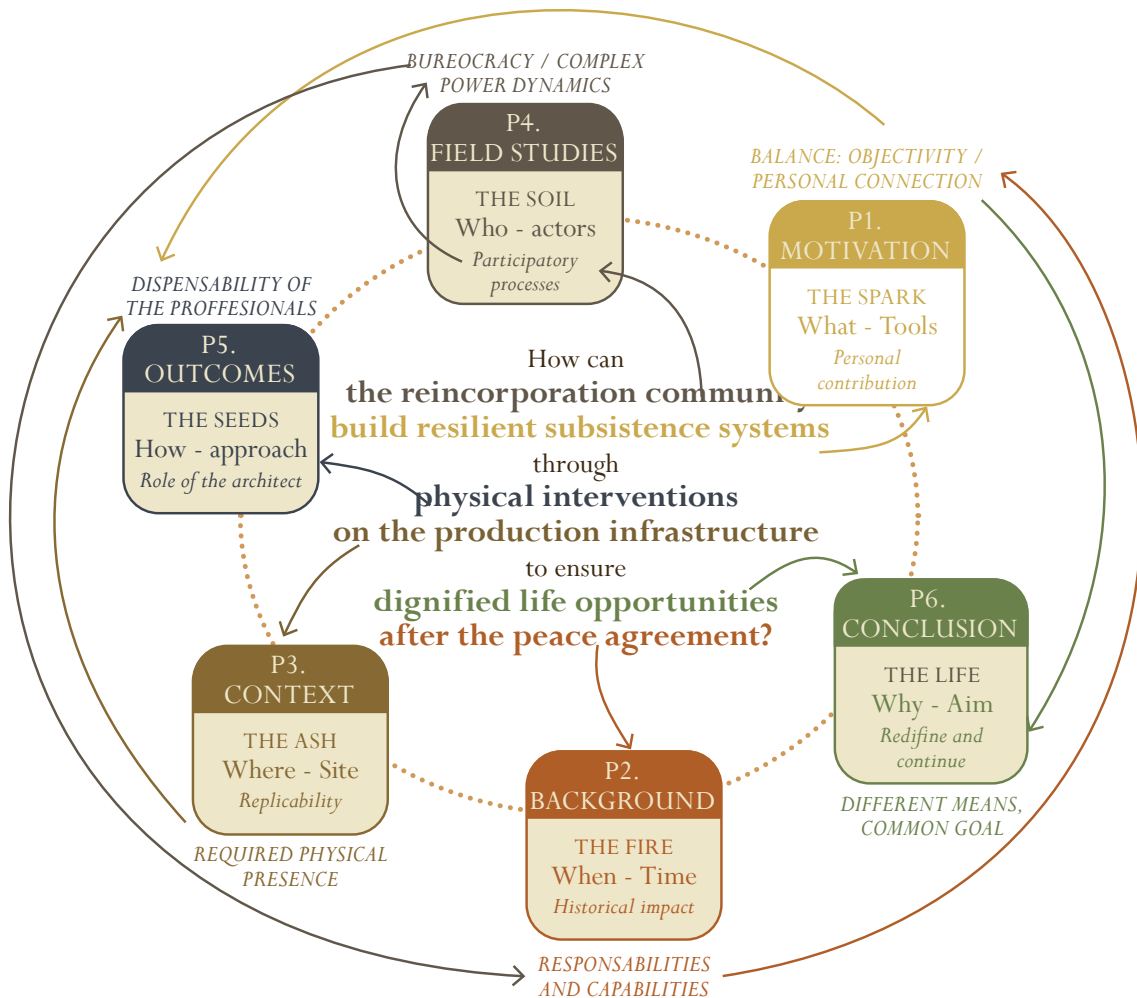 BUREOCRACY / COMPLEX
POWER DYNAMICS
P4.
FIELD STUDIES
THE SOIL
Who - actors
Participatory
processes
BALANCE: OBJECTIVITY /
PERSONAL CONNECTION
P1.
MOTIVATION
THE SPARK
What - Tools
Personal
contribution
DISPENSABILITY OF
THE PROFFESIONALS
P5.
OUTCOMES
THE SEEDS
How - approach
Role of the architect
How can
the reincorporation community
build resilient subsistence systems
through
physical interventions
on the production infrastructure
to ensure
dignified life opportunities
after the peace agreement?
P6.
CONCLUSION
THE LIFE
Why - Aim
Redifine and
continue
DIFFERENT MEANS,
COMMON GOAL
P3.
CONTEXT
THE ASH
Where - Site
Replicability
REQUIRED PHYSICAL
PRESENCE
P2.
BACKGROUND
THE FIRE
When - Time
Historical impact
RESPONSABILITIES
AND CAPABILITIES